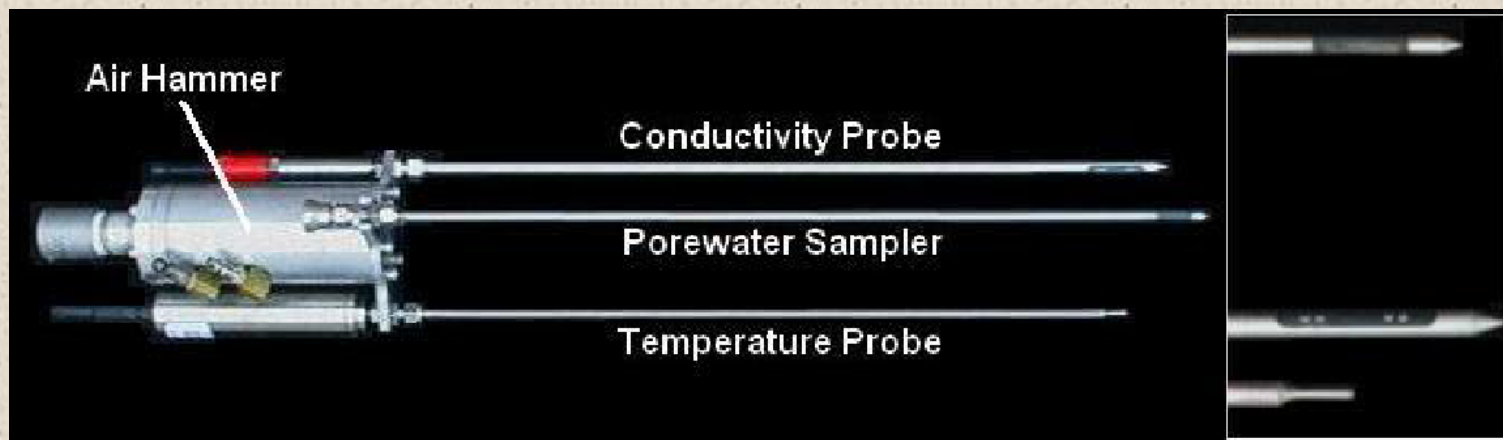 Air Hammer
Conductivity Probe
Porewater Sampler
Temperature Probe